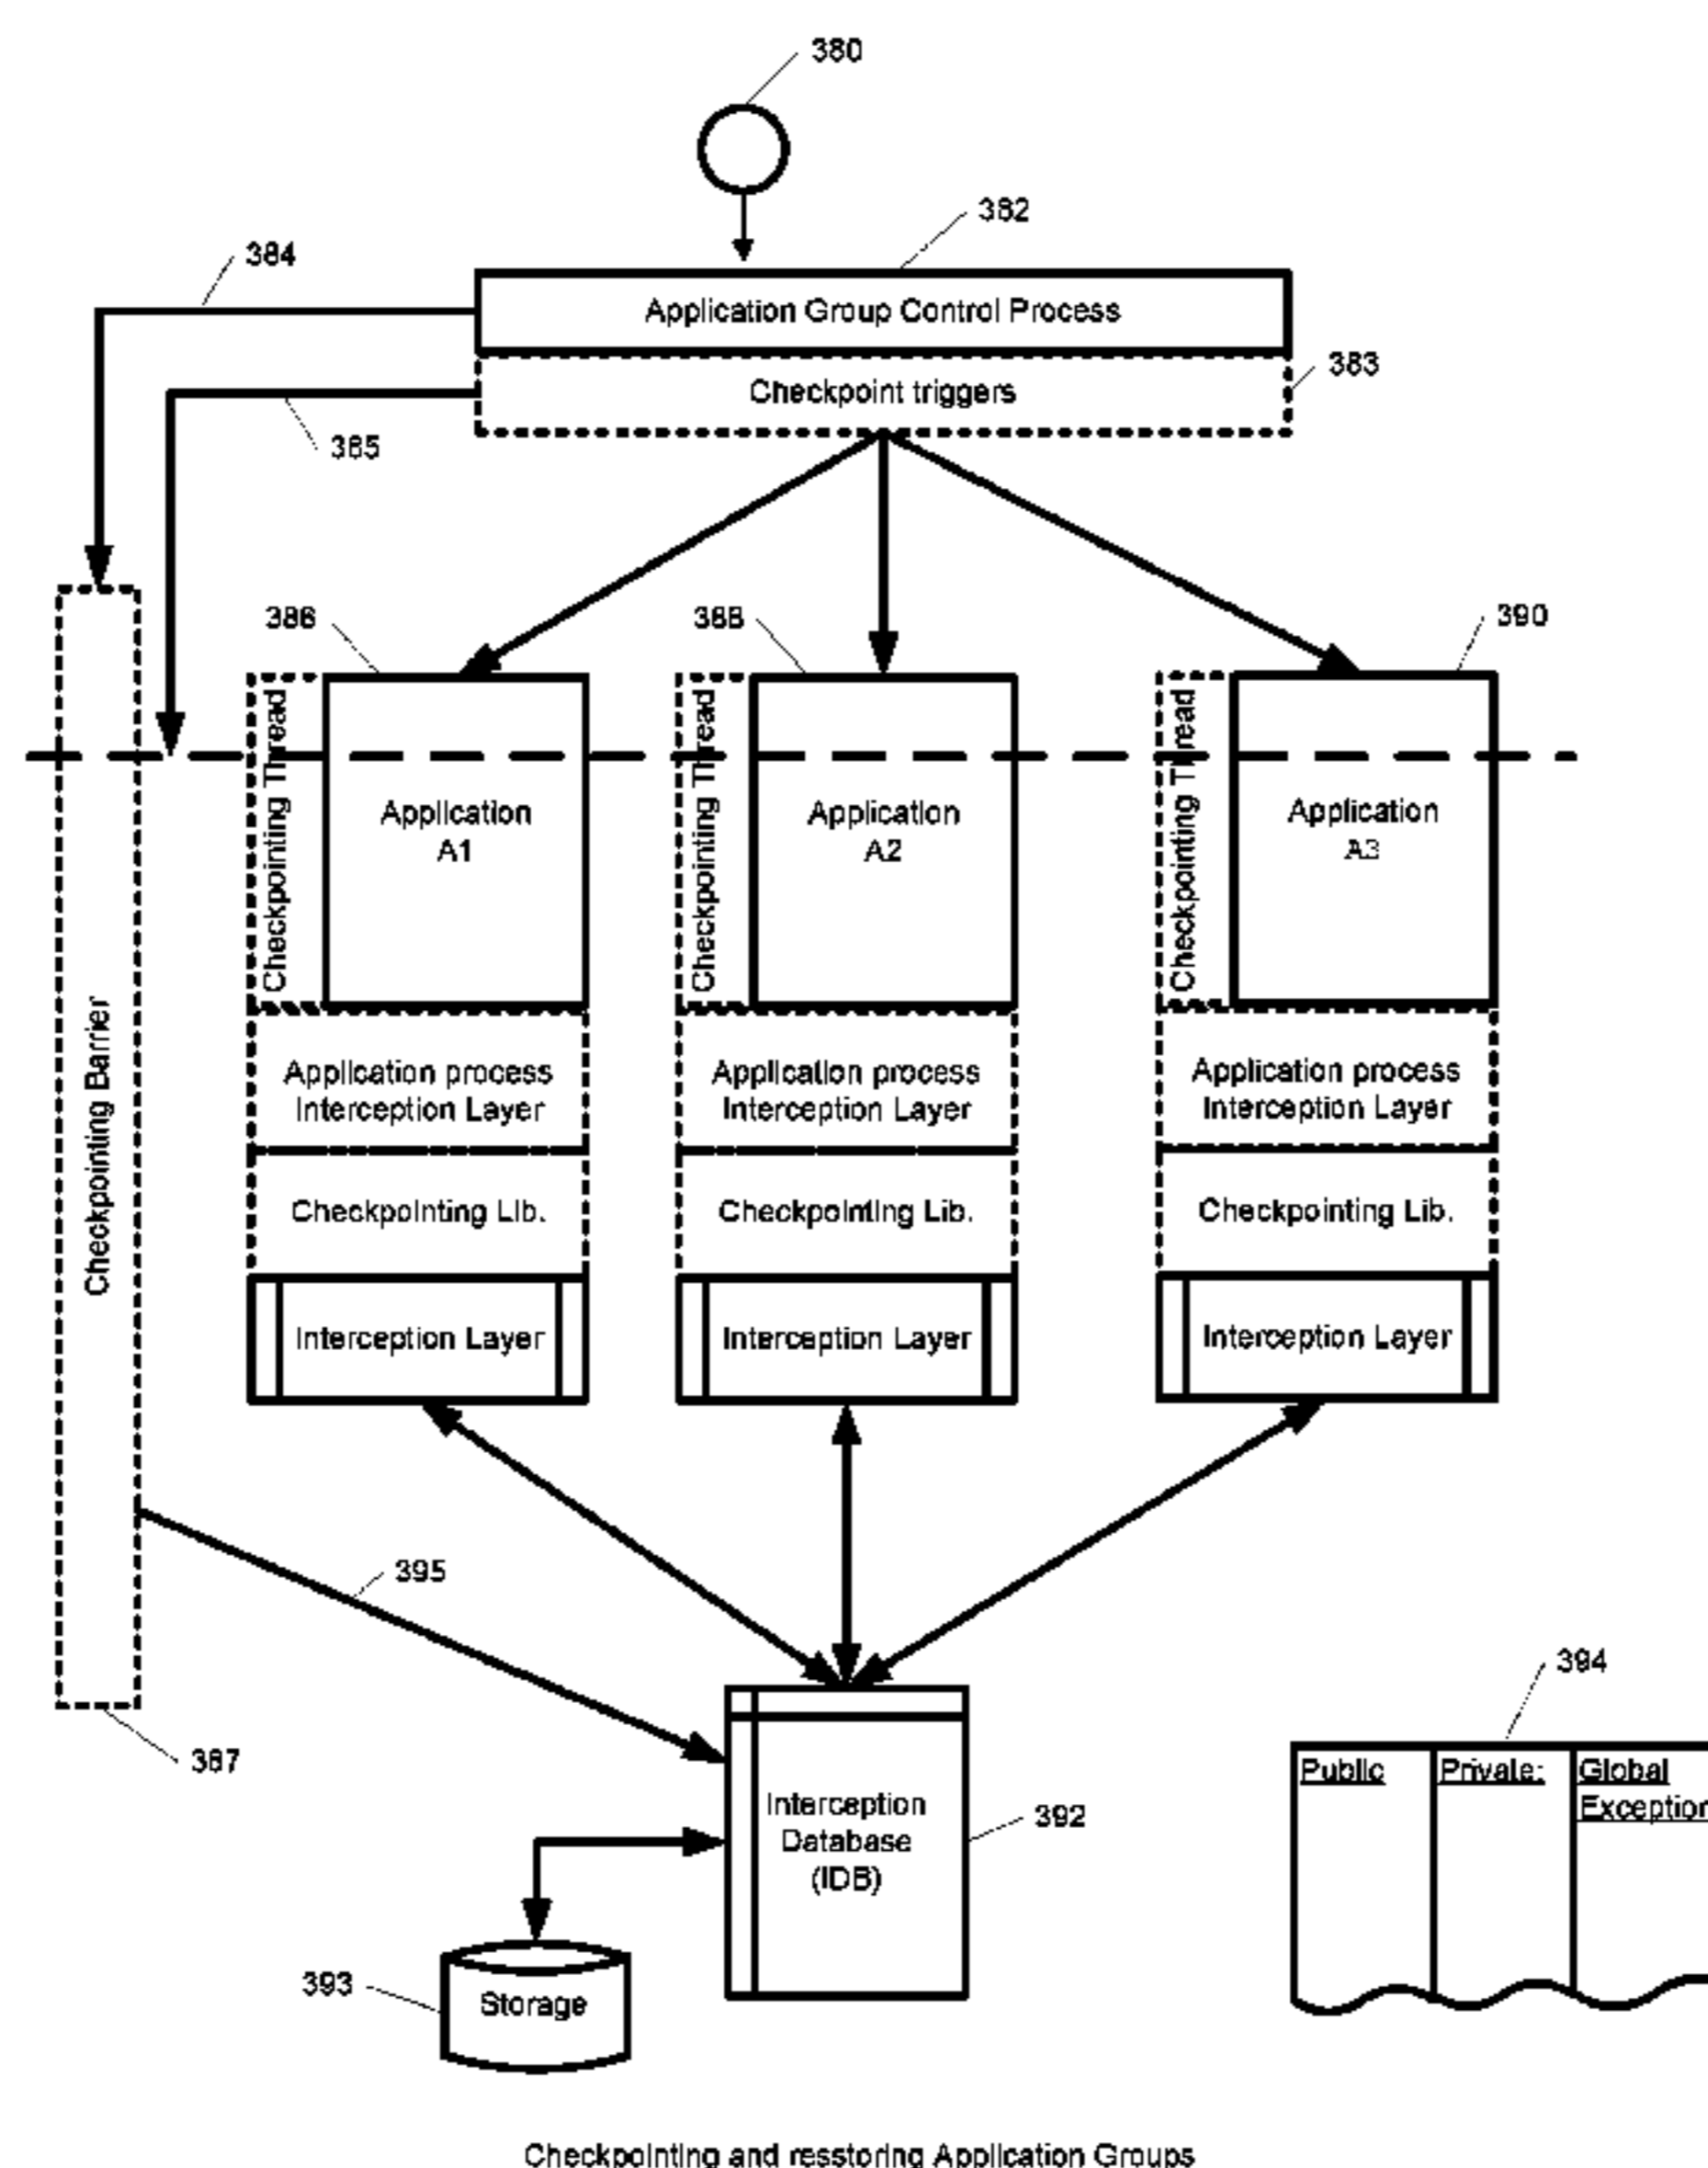 380
382
384
Application Group Control Process
383
Checkpoint triggers
385
386
388
390
Checkpointing Thread
Application
A1
Checkpointing Thread
Application
A2
Checkpointing Thread
Application
A3
Checkpointing Barrier
Application process
Interception Layer
Application process
Interception Layer
Application process
Interception Layer
Checkpointing Lib.
Checkpointing Lib.
Checkpointing Lib.
Interception Layer
Interception Layer
Interception Layer
395
394
387
Public
Private:
Global
Exception
Interception
Database
(IDB)
392
393
Storage
Checkpointing and resstoring Application Groups